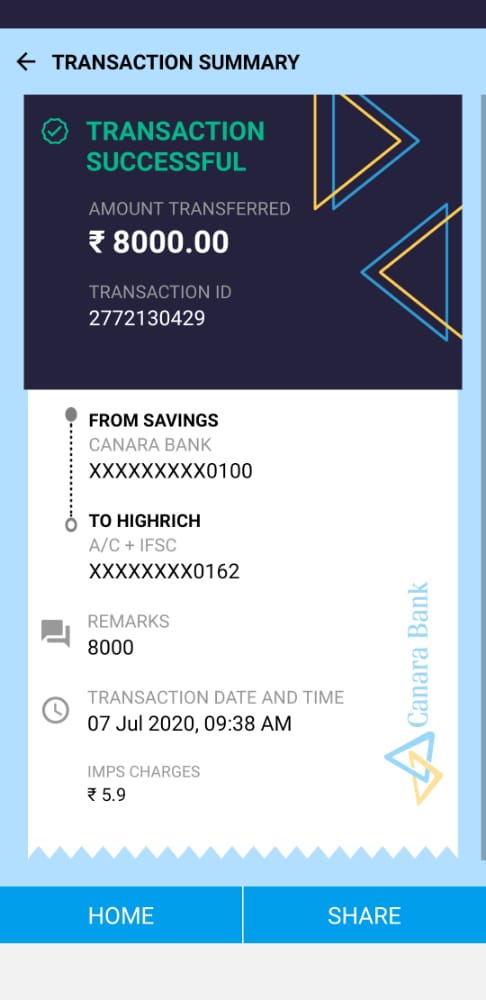 TRANSACTION SUMMARY
TRANSACTION
SUCCESSFUL
AMOUNT TRANSFERRED
₹ 8000.00
TRANSACTION ID
2772130429
FROM SAVINGS
CANARA BANK
XXXXXXXXX0100
TO HIGHRICH
A/C + IFSC
XXXXXXXX0162
REMARKS
8000
TRANSACTION DATE AND TIME
07 Jul 2020, 09:38 AM
IMPS CHARGES
₹ 5.9
Canara Bank
HOME
SHARE